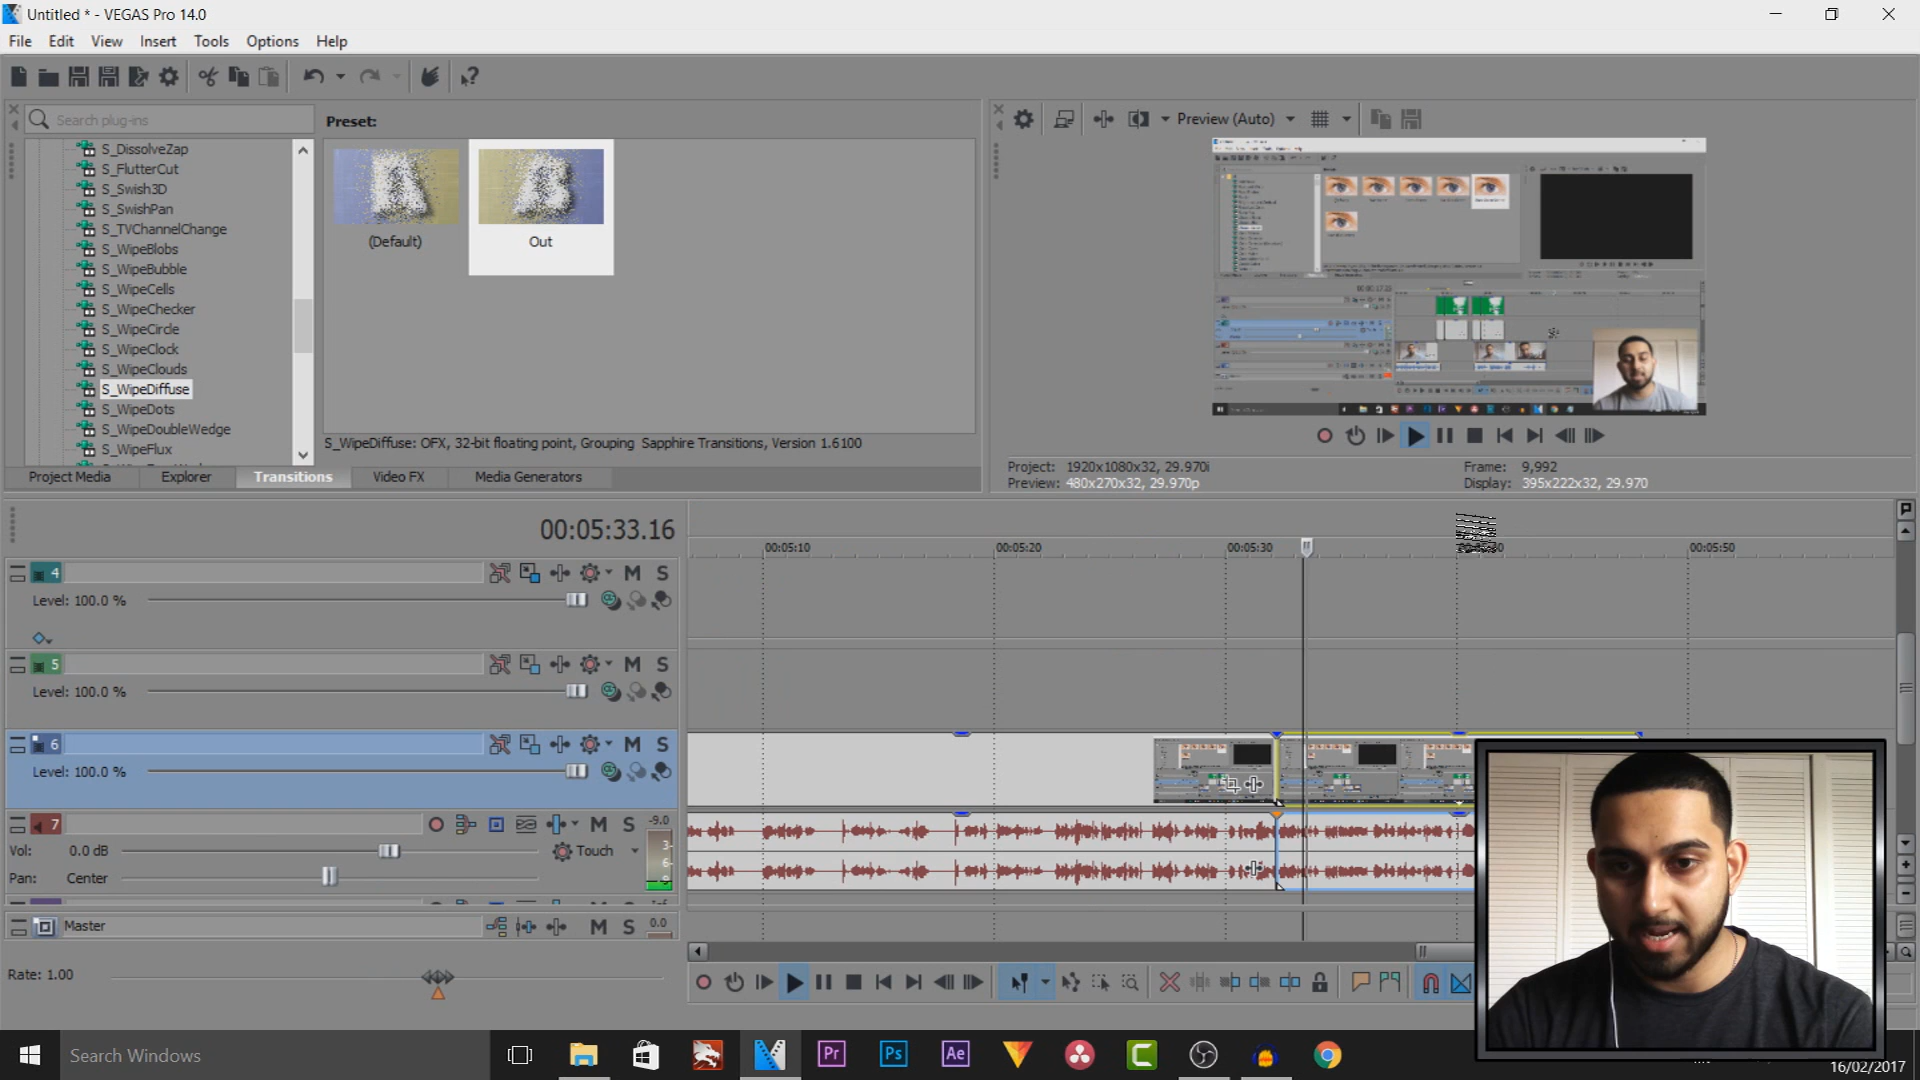 Untitled * - VEGAS Pro 14.0
File Edit View Insert Tools Options Help
Search plug-ins
Preset:
Preview (Auto)
S_DissolveZap
S_FlutterCut
S_Swish3D
S_SwishPan
S_TVChannelChange
S_WipeBlobs
S_WipeBubble
S_WipeCells
S_WipeChecker
S_WipeCircle
S_WipeClock
S_WipeClouds
S_WipeDiffuse
S_WipeDots
S_WipeDoubleWedge
S_WipeFlux
(Default)
Out
S_WipeDiffuse: OFX, 32-bit floating point, Grouping Sapphire Transitions, Version 1.6100
Project Media Explorer Transitions Video FX Media Generators
Project: 1920x1080x32, 29.970i
Preview: 480x270x32, 29.970p
Frame: 9,992
Display: 395x222x32, 29.970
00:05:33.16
00:05:10 00:05:20 00:05:30 00:05:50
4 M S
Level: 100.0 %
5 M S
Level: 100.0 %
6 M S
Level: 100.0 %
7 M S -9.0
Vol: 0.0 dB Touch
Pan: Center
3-
6-
9-
Master M S 0.0
Rate: 1.00
Search Windows
Pr Ps Ae
16/02/2017